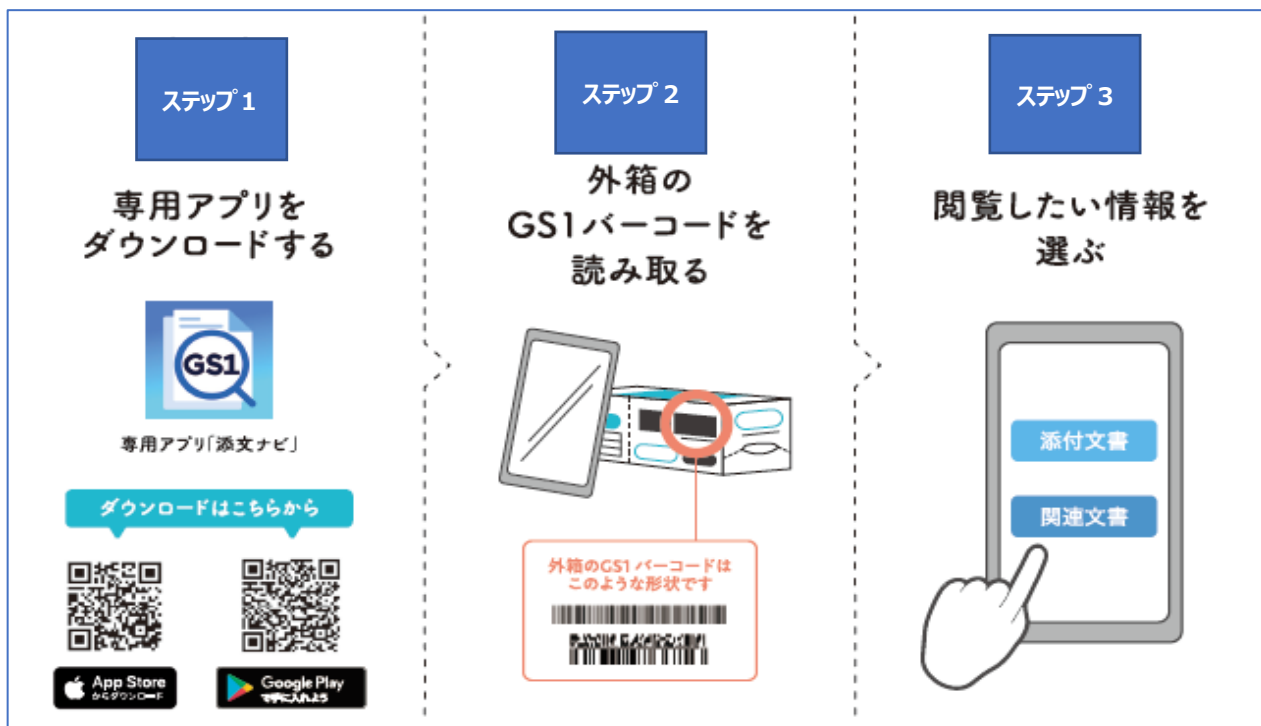 ステップ 1
専用アプリを
ダウンロードする
GS1
専用アプリ「添文ナビ」
ダウンロードはこちらから
App Store
からダウンロード
Google Play
で手に入れよう
ステップ 2
外箱の
GS1バーコードを
読み取る
外箱のGS1 バーコードは
このような形状です
ステップ 3
閲覧したい情報を
選ぶ
添付文書
関連文書